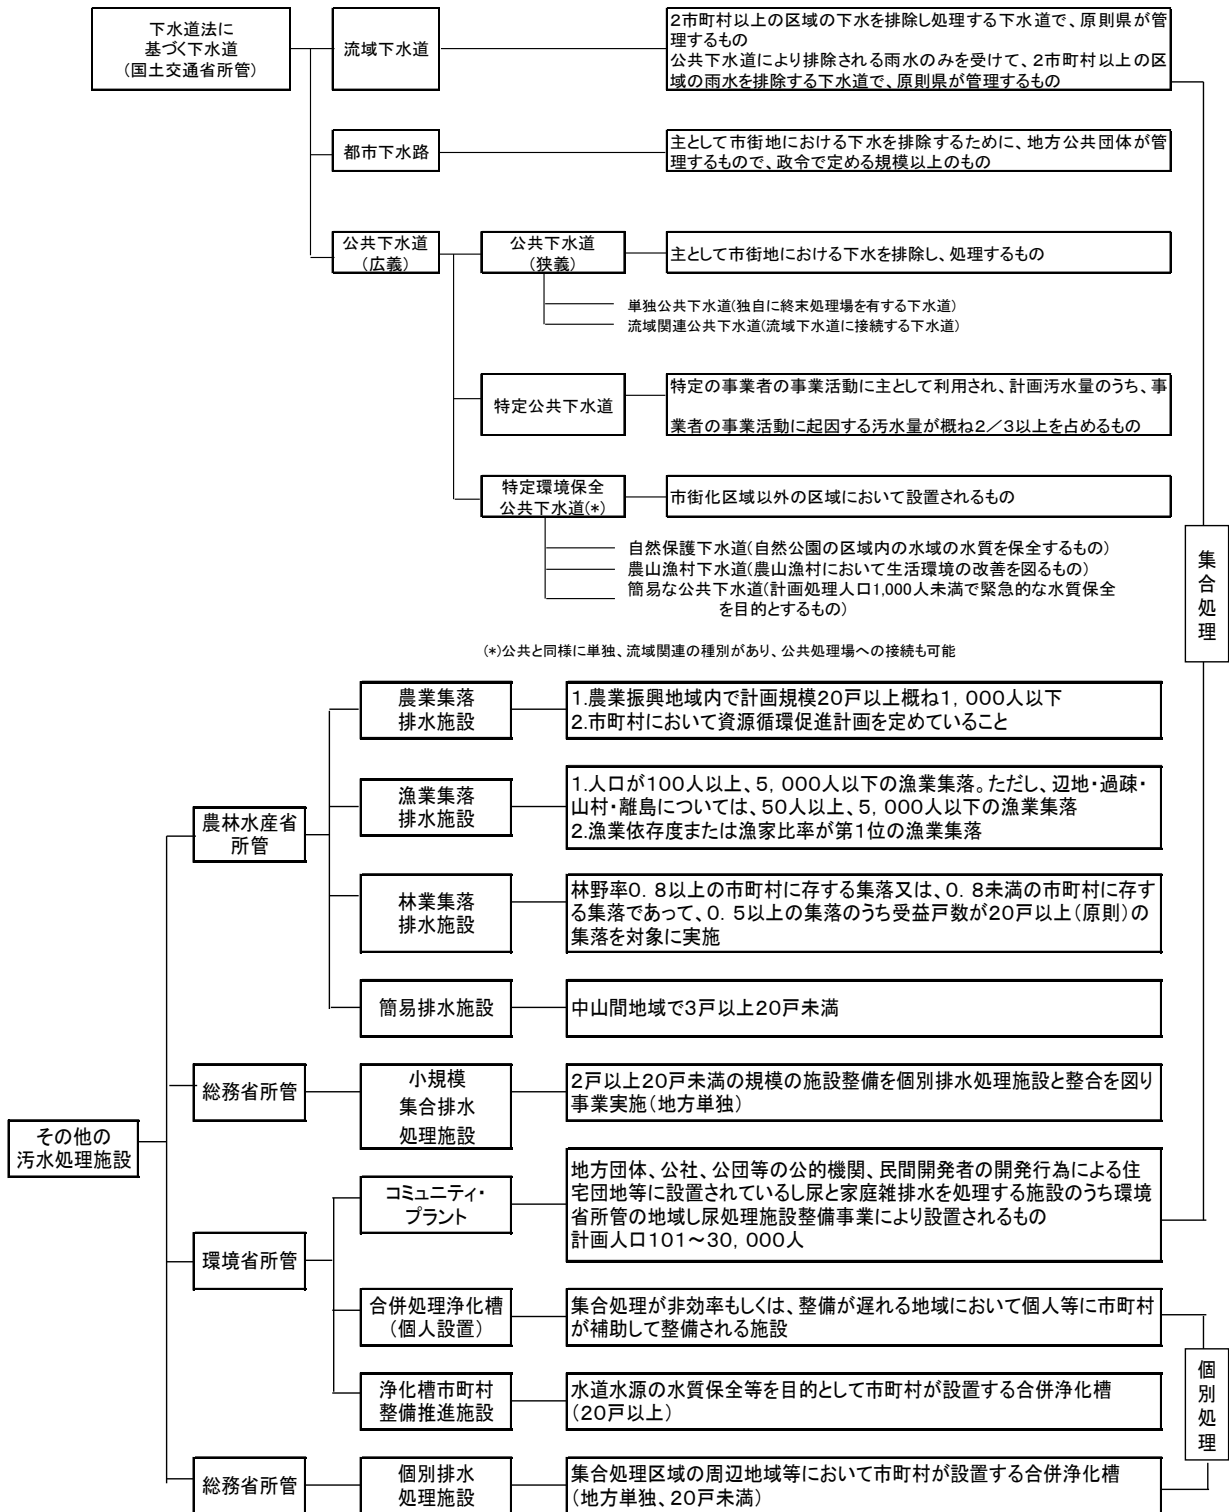 下水道法に
基づく下水道
(国土交通省所管)
流域下水道
2市町村以上の区域の下水を排除し処理する下水道で、原則県が管
理するもの
公共下水道により排除される雨水のみを受けて、2市町村以上の区
域の雨水を排除する下水道で、原則県が管理するもの
都市下水路
主として市街地における下水を排除するために、地方公共団体が管
理するもので、政令で定める規模以上のもの
公共下水道
(広義)
公共下水道
(狭義)
主として市街地における下水を排除し、処理するもの
単独公共下水道(独自に終末処理場を有する下水道)
流域関連公共下水道(流域下水道に接続する下水道)
特定公共下水道
特定の事業者の事業活動に主として利用され、計画汚水量のうち、事
業者の事業活動に起因する汚水量が概ね2/3以上を占めるもの
特定環境保全
公共下水道(*)
市街化区域以外の区域において設置されるもの
自然保護下水道(自然公園の区域内の水域の水質を保全するもの)
農山漁村下水道(農山漁村において生活環境の改善を図るもの)
簡易な公共下水道(計画処理人口1,000人未満で緊急的な水質保全
を目的とするもの)
(*)公共と同様に単独、流域関連の種別があり、公共処理場への接続も可能
集合処理
その他の
汚水処理施設
農林水産省
所管
農業集落
排水施設
1.農業振興地域内で計画規模20戸以上概ね1,000人以下
2.市町村において資源循環促進計画を定めていること
漁業集落
排水施設
1.人口が100人以上、5,000人以下の漁業集落。ただし、辺地・過疎・
山村・離島については、50人以上、5,000人以下の漁業集落
2.漁業依存度または漁家比率が第1位の漁業集落
林業集落
排水施設
林野率0.8以上の市町村に存する集落又は、0.8未満の市町村に存す
る集落であって、0.5以上の集落のうち受益戸数が20戸以上(原則)の
集落を対象に実施
簡易排水施設
中山間地域で3戸以上20戸未満
総務省所管
小規模
集合排水
処理施設
2戸以上20戸未満の規模の施設整備を個別排水処理施設と整合を図り
事業実施(地方単独)
環境省所管
コミュニティ・
プラント
地方団体、公社、公団等の公的機関、民間開発者の開発行為による住
宅団地等に設置されているし尿と家庭雑排水を処理する施設のうち環境
省所管の地域し尿処理施設整備事業により設置されるもの
計画人口101~30,000人
合併処理浄化槽
(個人設置)
集合処理が非効率もしくは、整備が遅れる地域において個人等に市町村
が補助して整備される施設
浄化槽市町村
整備推進施設
水道水源の水質保全等を目的として市町村が設置する合併浄化槽
(20戸以上)
個別処理
総務省所管
個別排水
処理施設
集合処理区域の周辺地域等において市町村が設置する合併浄化槽
(地方単独、20戸未満)